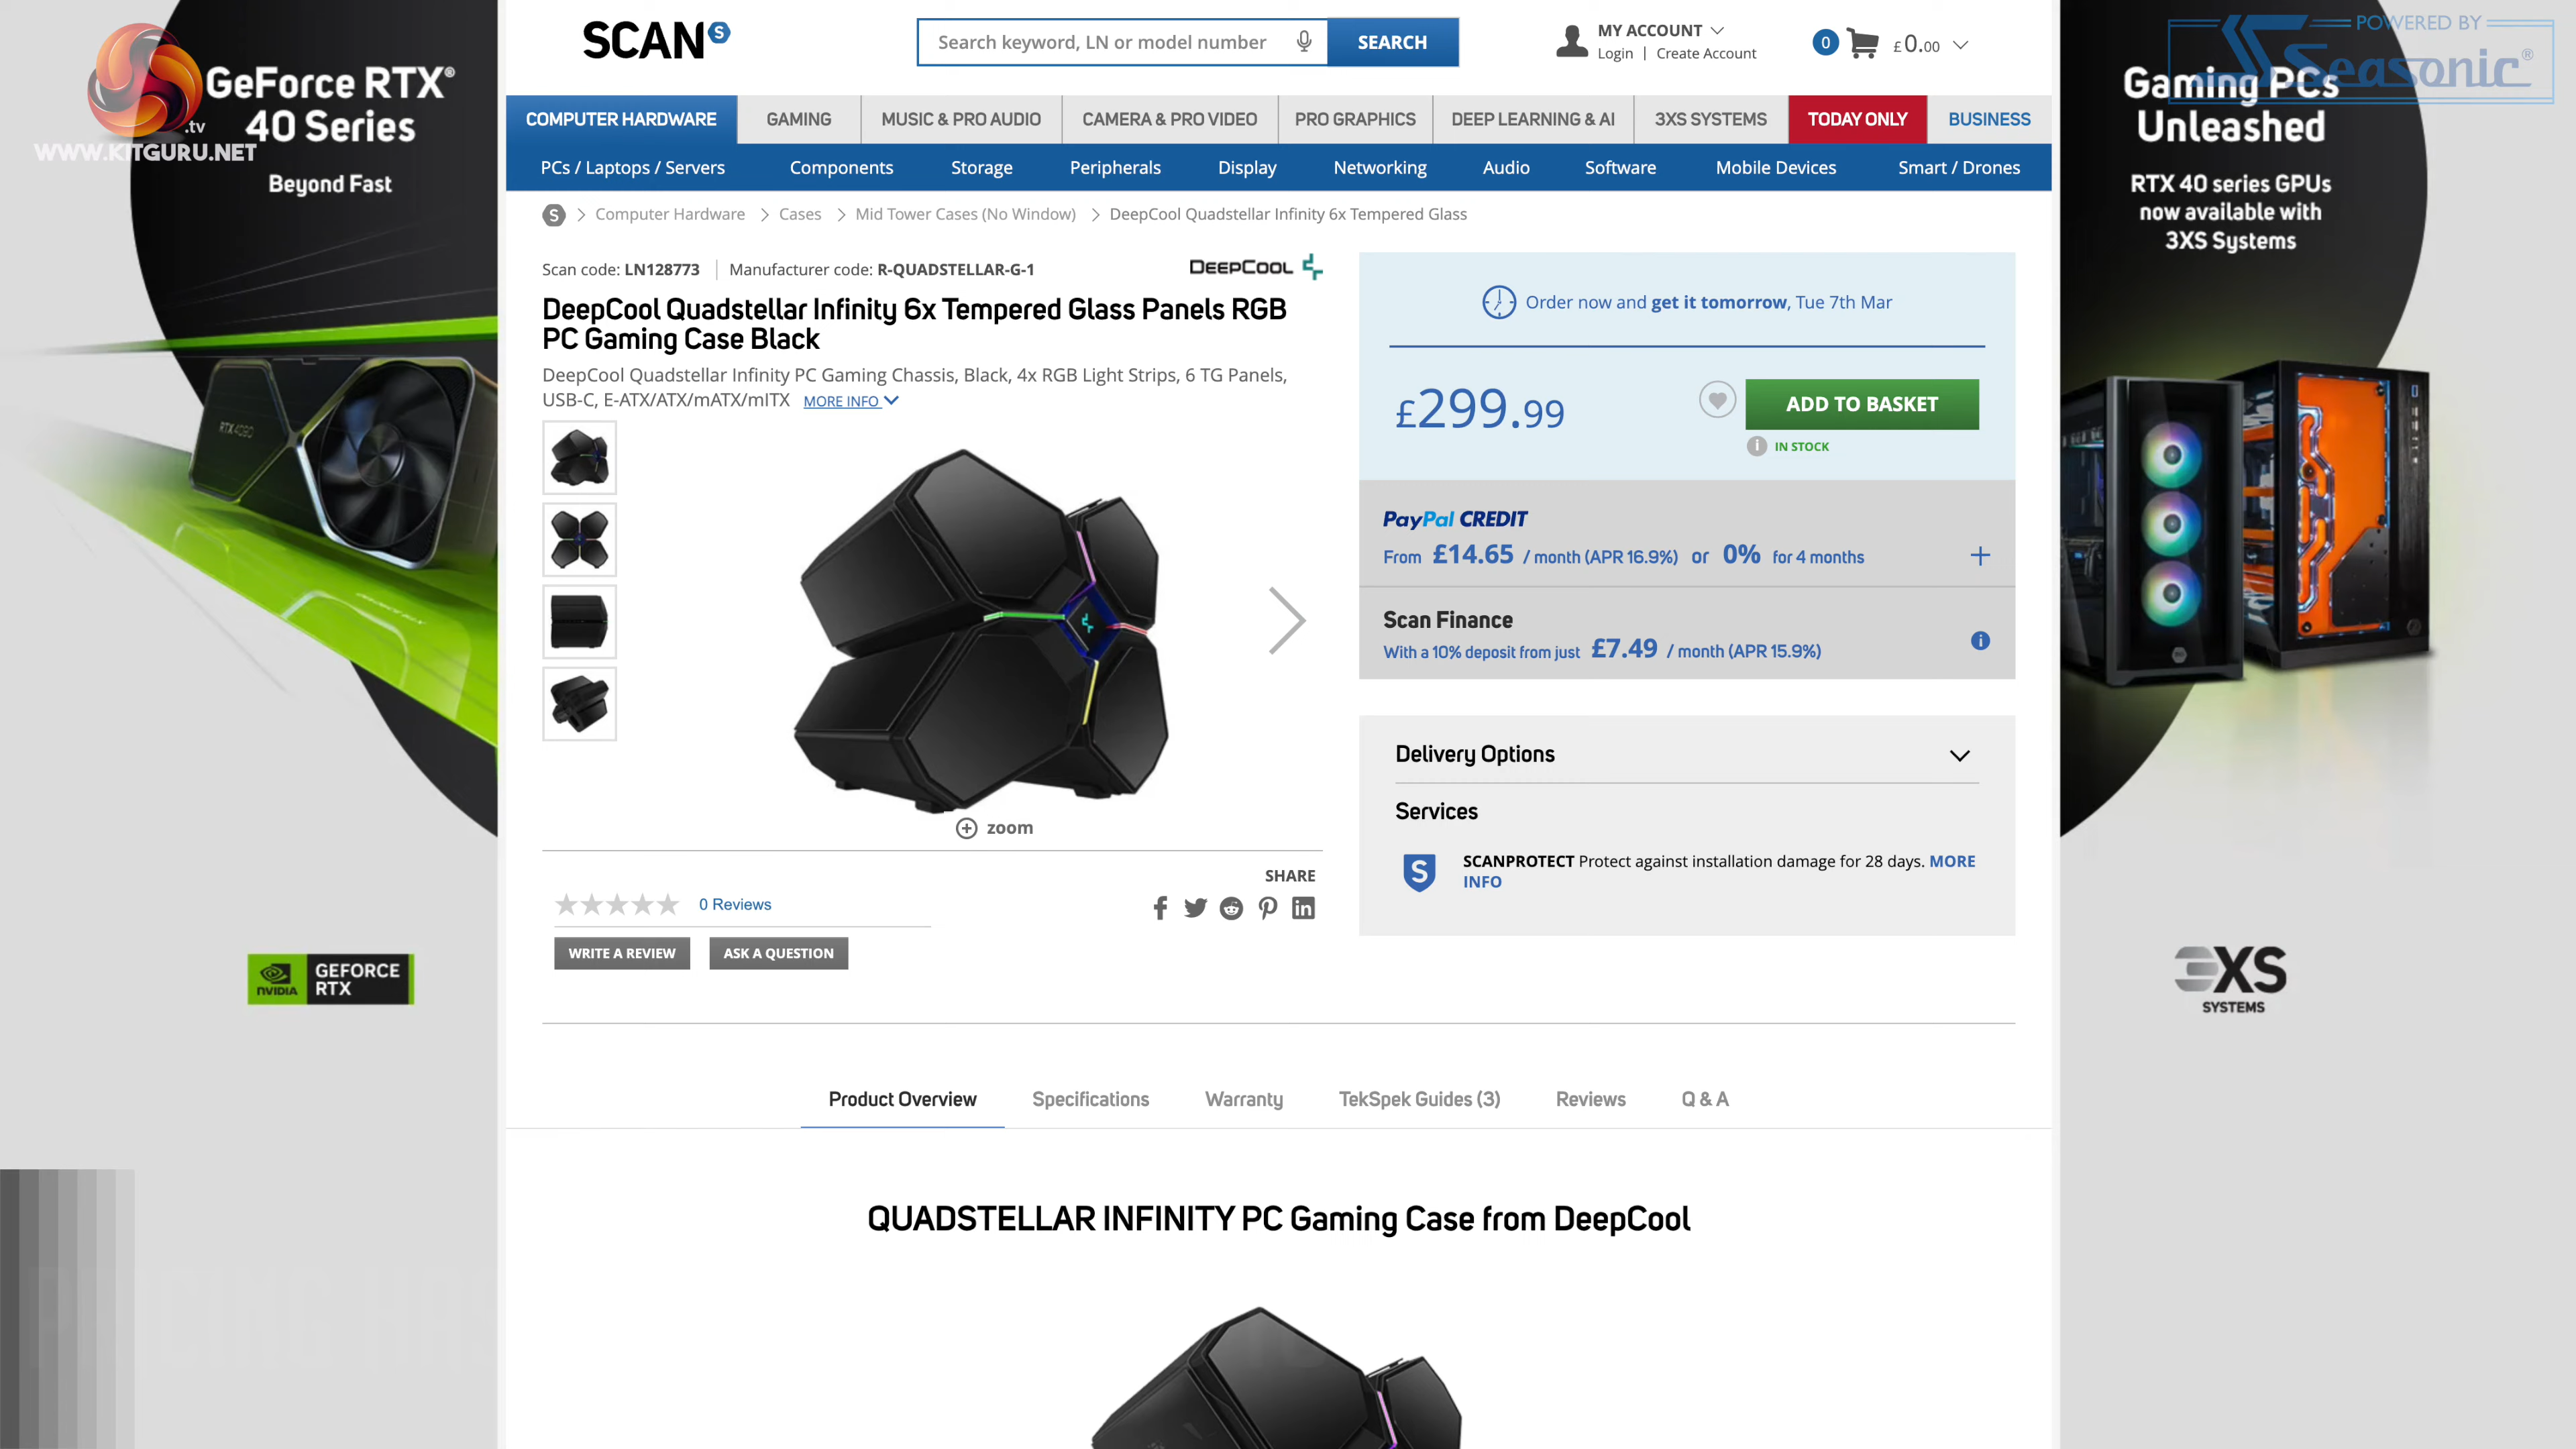 GeForce RTX®
40 Series
Beyond Fast
.tv
WWW.KITGURU.NET
RTX 4090
NVIDIA
GEFORCE
RTX
SCAN S
Search keyword, LN or model number
SEARCH
MY ACCOUNT
Login | Create Account
0
£0.00
POWERED BY
Seasonic®
Gaming PCs
Unleashed
RTX 40 series GPUs
now available with
3XS Systems
3XS
SYSTEMS
COMPUTER HARDWARE GAMING MUSIC & PRO AUDIO CAMERA & PRO VIDEO PRO GRAPHICS DEEP LEARNING & AI 3XS SYSTEMS TODAY ONLY BUSINESS
PCs / Laptops / Servers Components Storage Peripherals Display Networking Audio Software Mobile Devices Smart / Drones
S > Computer Hardware > Cases > Mid Tower Cases (No Window) > DeepCool Quadstellar Infinity 6x Tempered Glass
Scan code: LN128773 | Manufacturer code: R-QUADSTELLAR-G-1
DEEPCOOL
DeepCool Quadstellar Infinity 6x Tempered Glass Panels RGB
PC Gaming Case Black
DeepCool Quadstellar Infinity PC Gaming Chassis, Black, 4x RGB Light Strips, 6 TG Panels,
USB-C, E-ATX/ATX/mATX/mITX MORE INFO
zoom
SHARE
0 Reviews
WRITE A REVIEW
ASK A QUESTION
Order now and get it tomorrow, Tue 7th Mar
£299.99
ADD TO BASKET
IN STOCK
PayPal CREDIT
From £14.65 / month (APR 16.9%) or 0% for 4 months
Scan Finance
With a 10% deposit from just £7.49 / month (APR 15.9%)
Delivery Options
Services
S
SCANPROTECT Protect against installation damage for 28 days. MORE
INFO
Product Overview Specifications Warranty TekSpek Guides (3) Reviews Q & A
QUADSTELLAR INFINITY PC Gaming Case from DeepCool